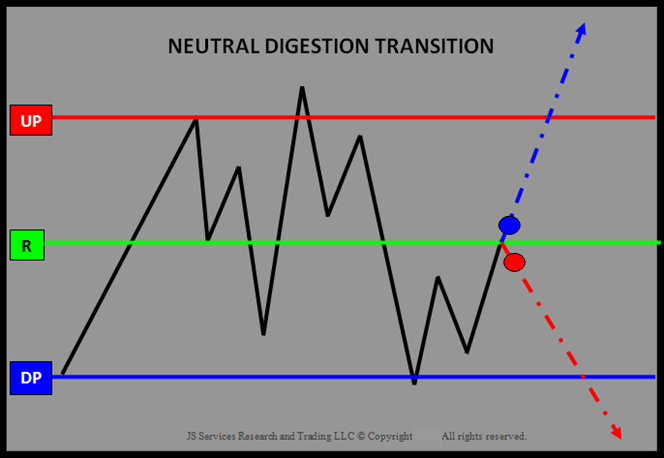 NEUTRAL DIGESTION TRANSITION
UP
R
DP
JS Services Research and Trading LLC © Copyright All rights reserved.